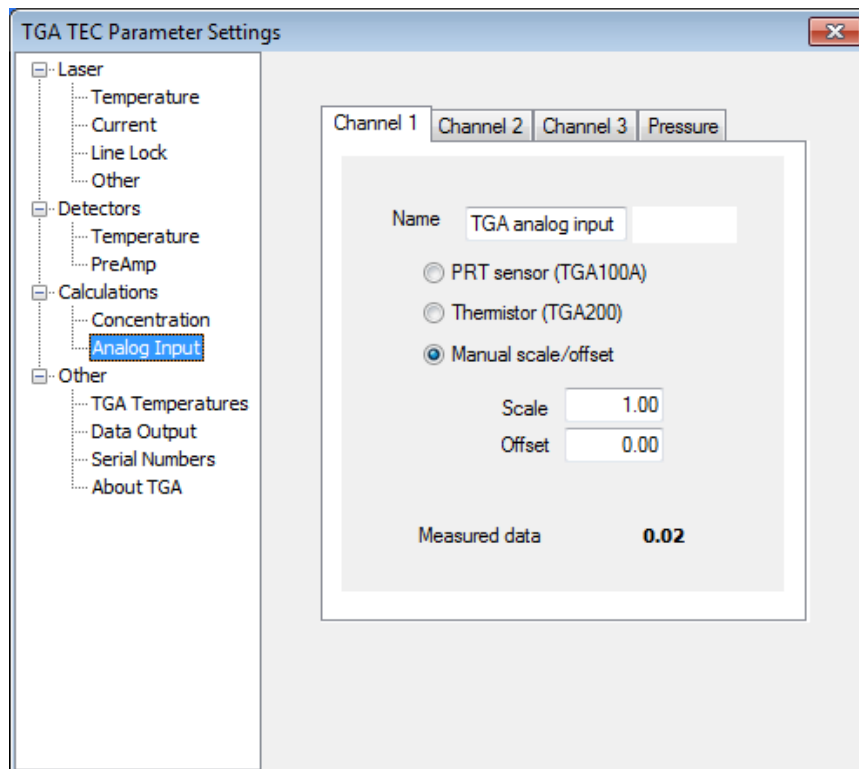 TGA TEC Parameter Settings
Laser
Temperature
Current
Line Lock
Other
Detectors
Temperature
PreAmp
Calculations
Concentration
Analog Input
Other
TGA Temperatures
Data Output
Serial Numbers
About TGA
Channel 1 Channel 2 Channel 3 Pressure
Name TGA analog input
PRT sensor (TGA100A)
Thermistor (TGA200)
Manual scale/offset
Scale 1.00
Offset 0.00
Measured data 0.02